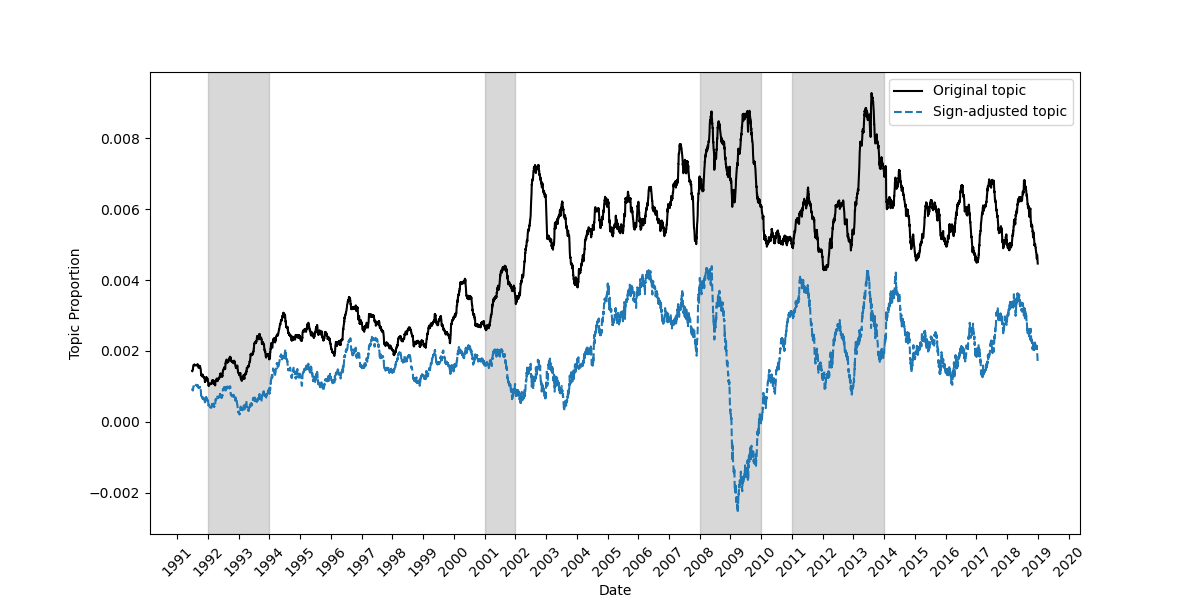 Original topic
Sign-adjusted topic
Topic Proportion
0.008
0.006
0.004
0.002
0.000
−0.002
1991 1992 1993 1994 1995 1996 1997 1998 1999 2000 2001 2002 2003 2004 2005 2006 2007 2008 2009 2010 2011 2012 2013 2014 2015 2016 2017 2018 2019 2020
Date